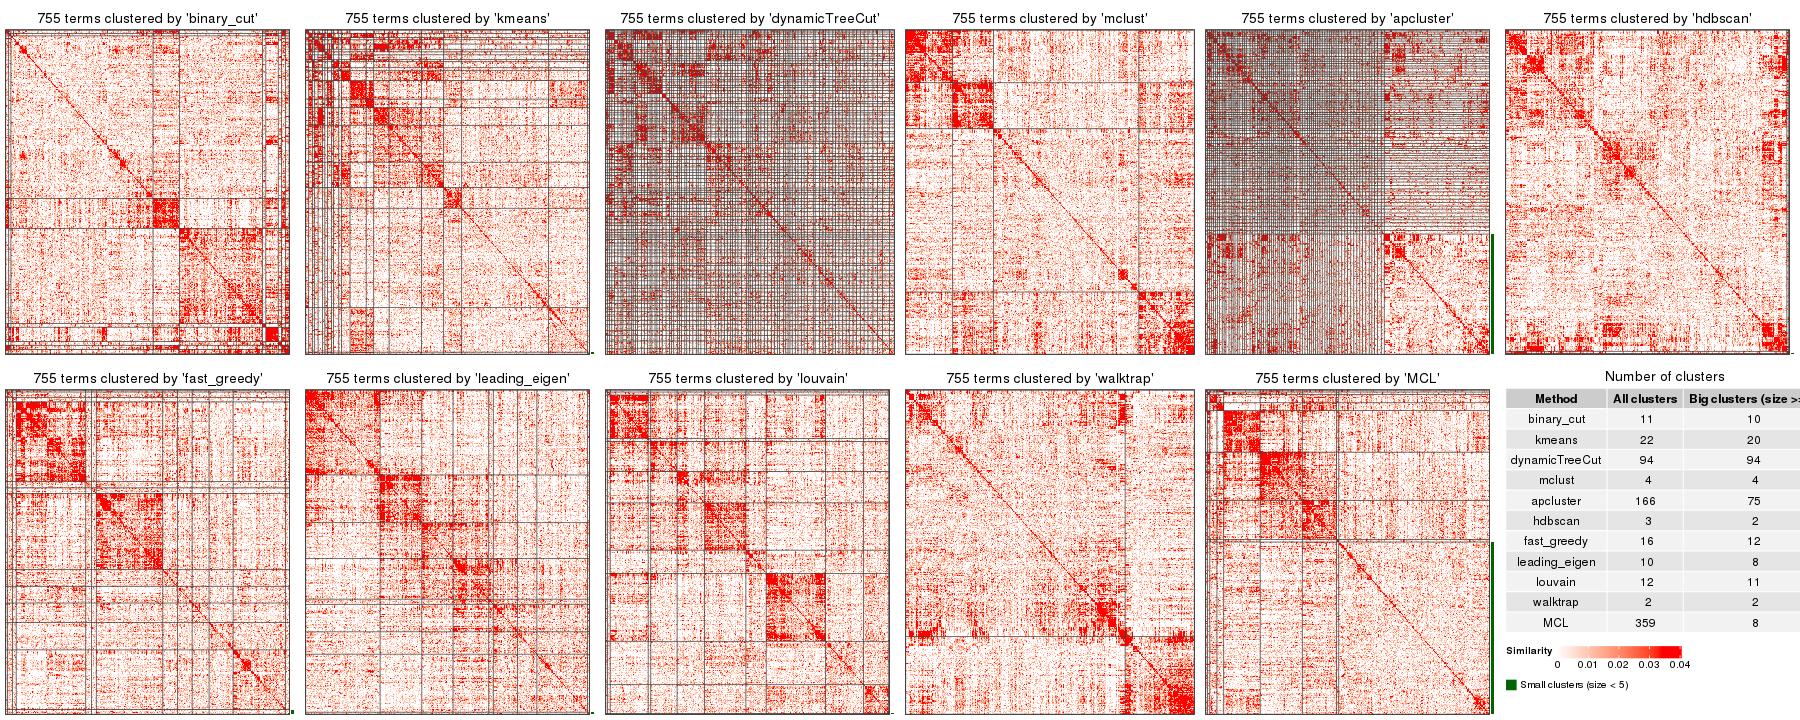 755 terms clustered by 'binary_cut'
755 terms clustered by 'kmeans'
755 terms clustered by 'dynamicTreeCut'
755 terms clustered by 'mclust'
755 terms clustered by 'apcluster'
755 terms clustered by 'hdbscan'
755 terms clustered by 'fast_greedy'
755 terms clustered by 'leading_eigen'
755 terms clustered by 'louvain'
755 terms clustered by 'walktrap'
755 terms clustered by 'MCL'
Number of clusters
Method All clusters Big clusters (size >=
binary_cut 11 10
kmeans 22 20
dynamicTreeCut 94 94
mclust 4 4
apcluster 166 75
hdbscan 3 2
fast_greedy 16 12
leading_eigen 10 8
louvain 12 11
walktrap 2 2
MCL 359 8
Similarity
0 0.01 0.02 0.03 0.04
Small clusters (size < 5)